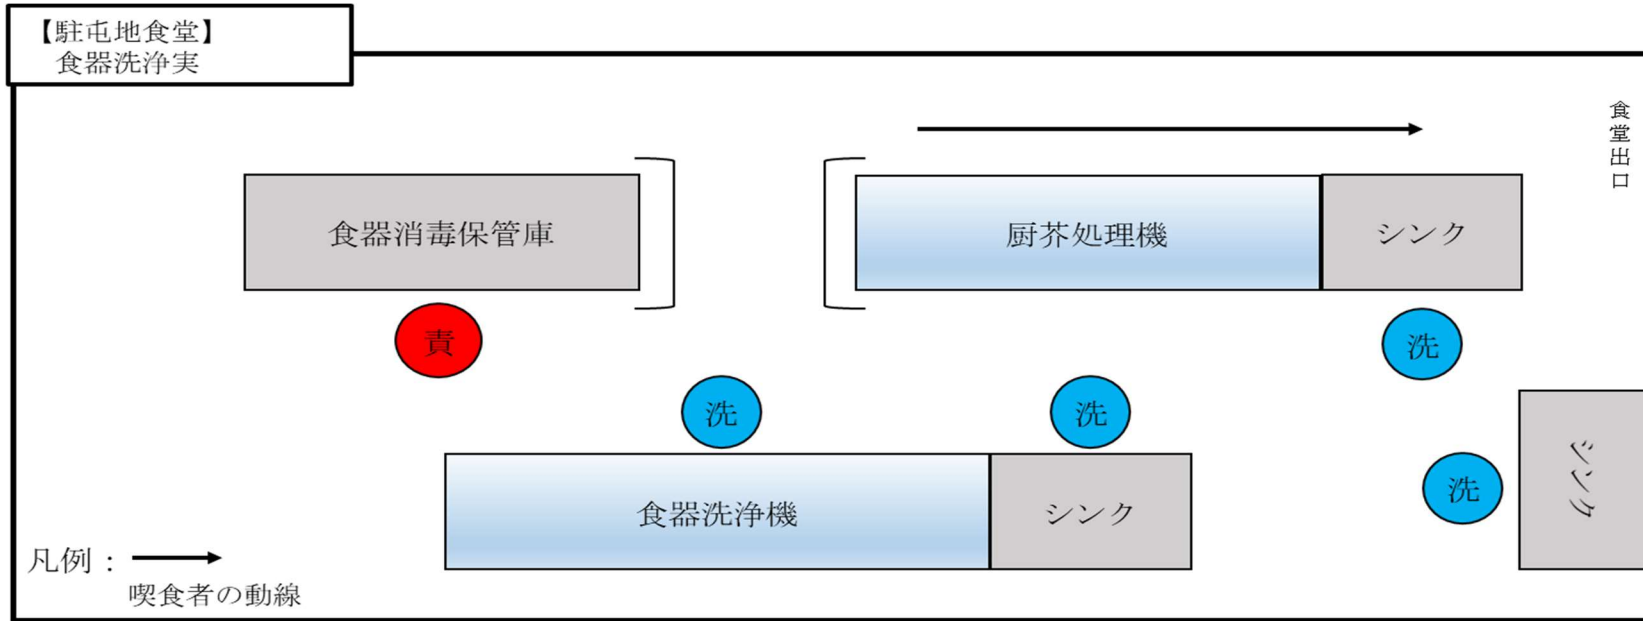 【駐屯地食堂】
食器洗浄実
食堂出口
食器消毒保管庫
厨芥処理機
シンク
責
洗
洗
洗
食器洗浄機
シンク
洗
シンク
凡例：
喫食者の動線